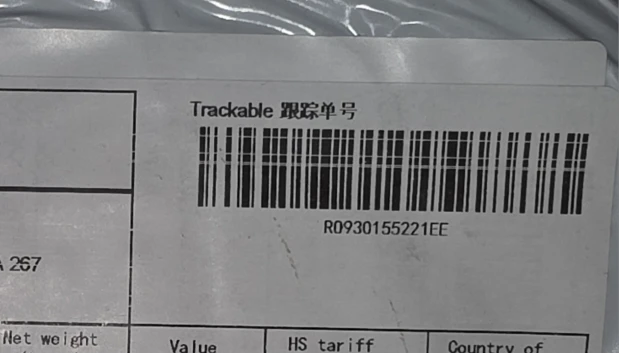 Trackable 跟踪单号
R0930155221EE
267
Net weight
Value
HS tariff
Country of